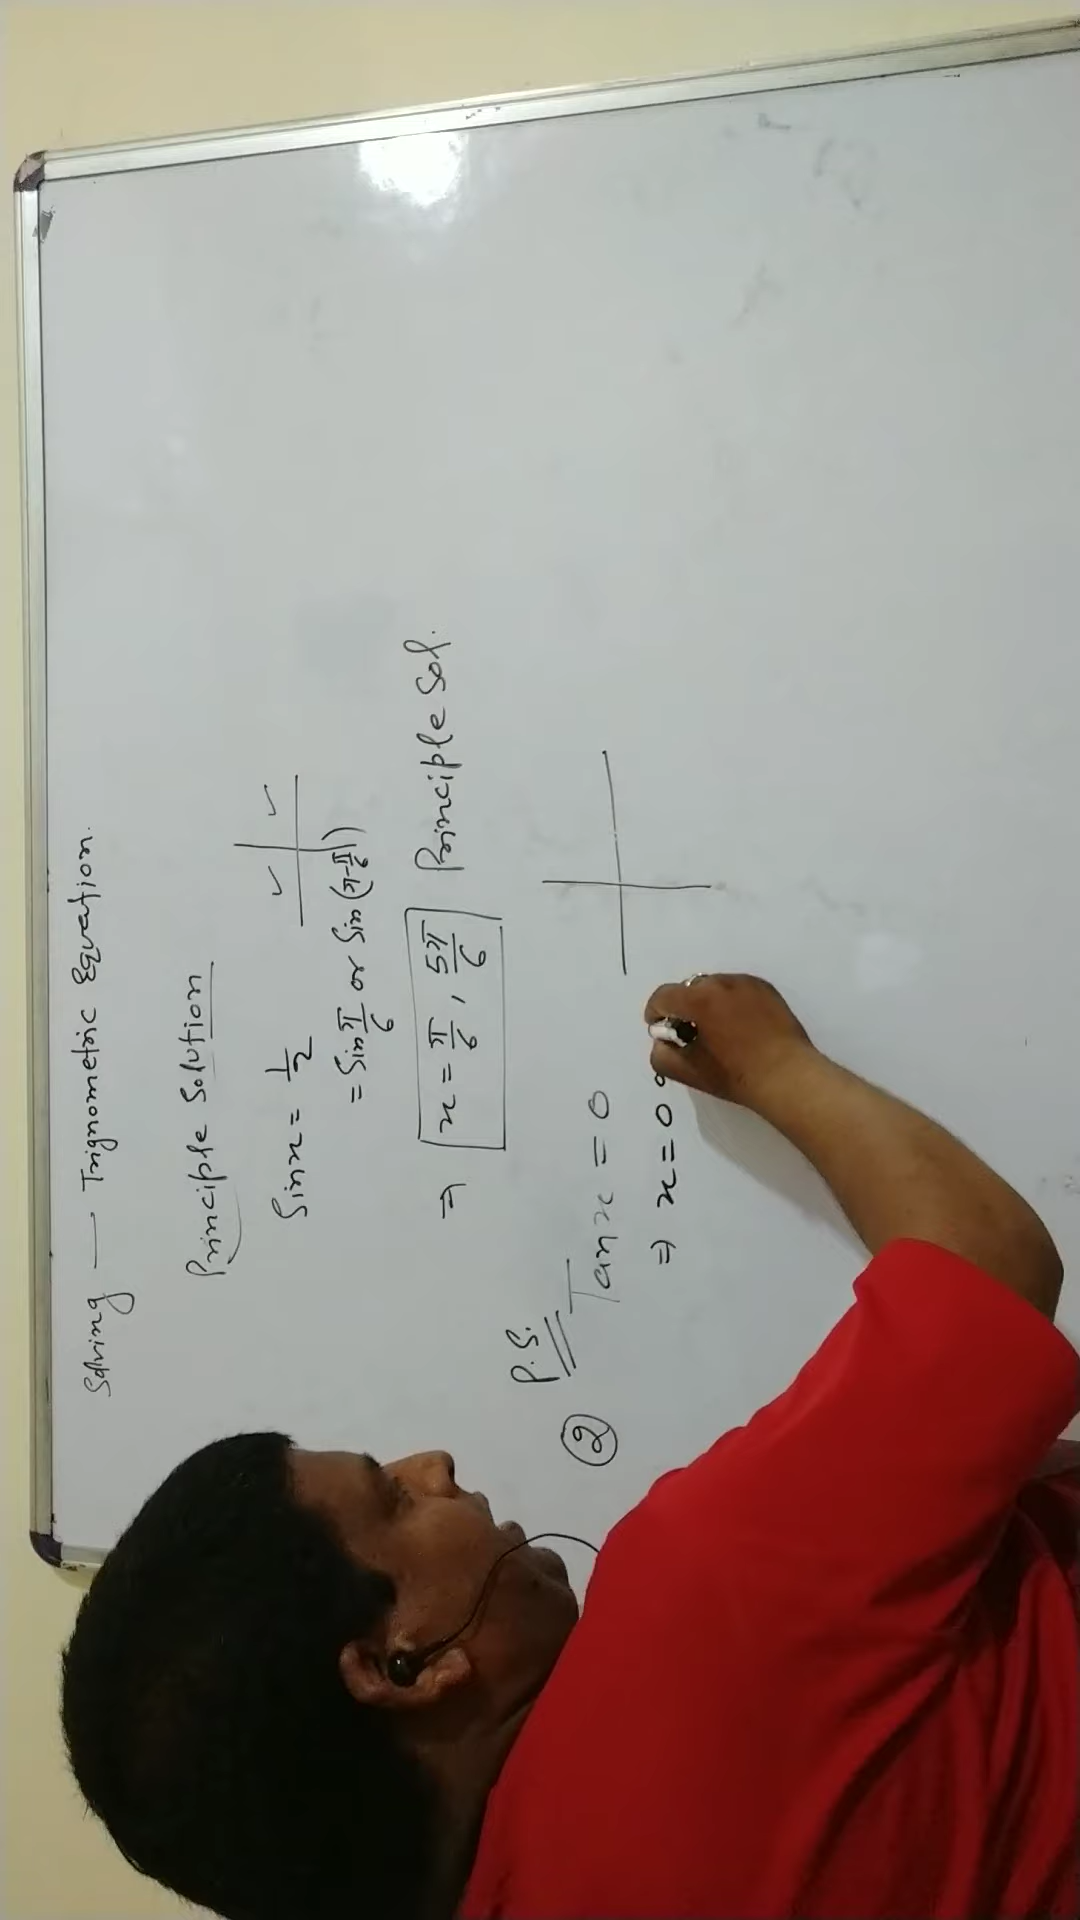 Solving — Trignometric Equation.
Principle Solution
Sinx = 1/2
= Sin π/6 or Sin (π-π/6)
⇒ x = π/6, 5π/6 Principle Sol.
② P.S.
Tan x = 0
⇒ x = 0